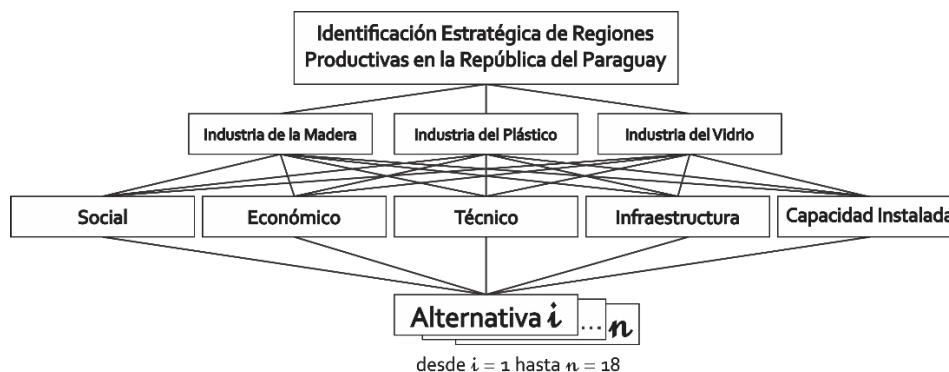 Identificación Estratégica de Regiones
Productivas en la República del Paraguay
Industria de la Madera
Industria del Plástico
Industria del Vidrio
Social
Económico
Técnico
Infraestructura
Capacidad Instalada
Alternativa i
... n
desde i = 1 hasta n = 18